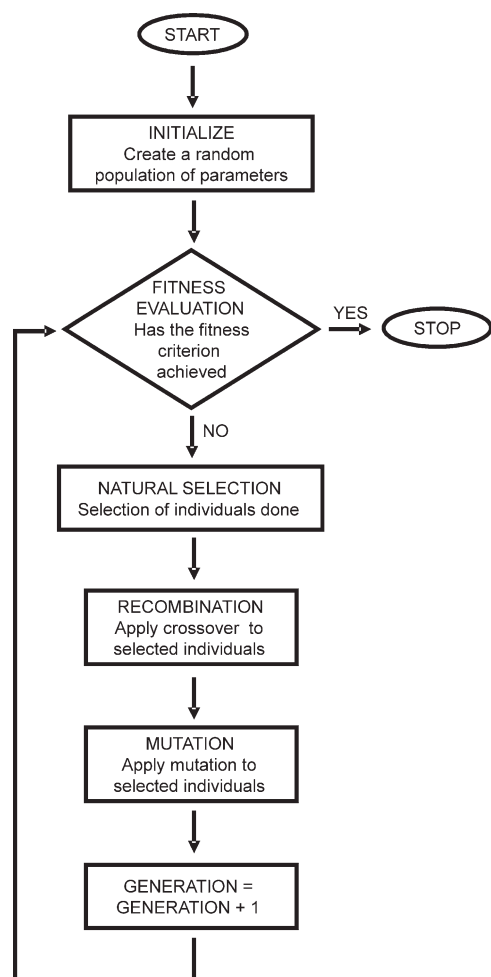 START
INITIALIZE
Create a random
population of parameters
FITNESS
EVALUATION
Has the fitness
criterion
achieved
YES
STOP
NO
NATURAL SELECTION
Selection of individuals done
RECOMBINATION
Apply crossover to
selected individuals
MUTATION
Apply mutation to
selected individuals
GENERATION =
GENERATION + 1